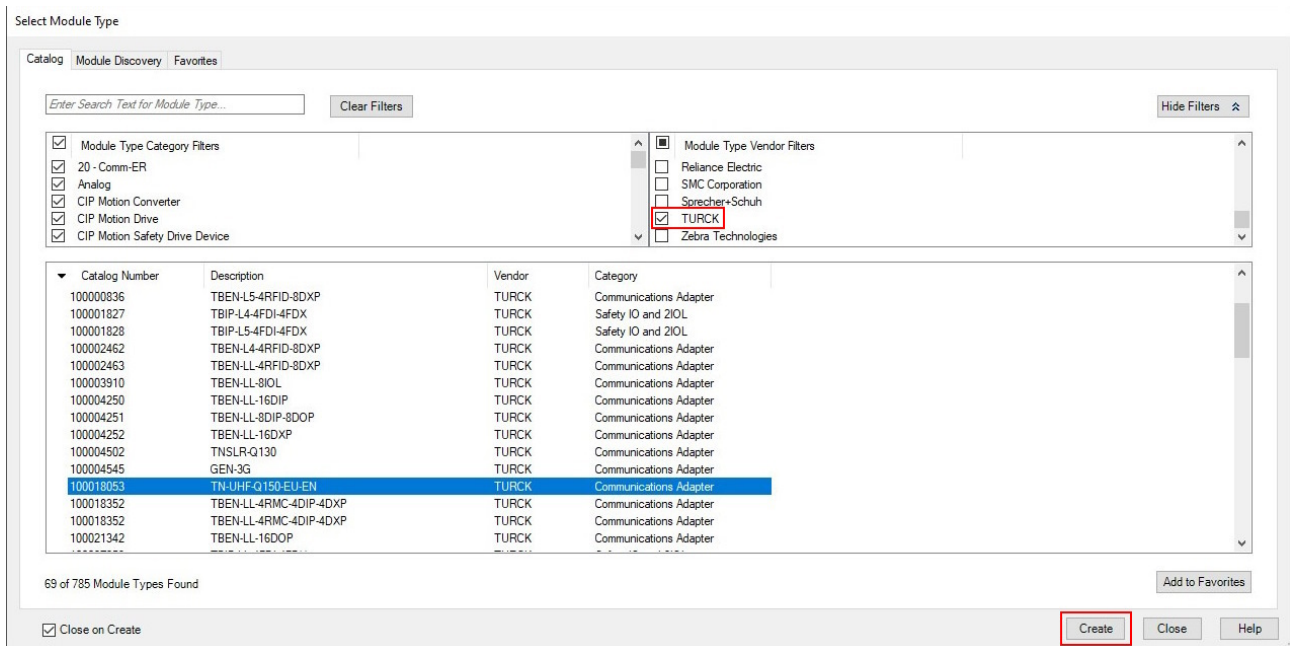 Select Module Type
Catalog Module Discovery Favorites
Enter Search Text for Module Type... Clear Filters Hide Filters
Module Type Category Filters
20 - Comm-ER
Analog
CIP Motion Converter
CIP Motion Drive
CIP Motion Safety Drive Device
Module Type Vendor Filters
Reliance Electric
SMC Corporation
Sprecher+Schuh
TURCK
Zebra Technologies
Catalog Number Description Vendor Category
100000836 TBEN-L5-4RFID-8DXP TURCK Communications Adapter
100001827 TBIP-L4-4FDI-4FDX TURCK Safety IO and 2IOL
100001828 TBIP-L5-4FDI-4FDX TURCK Safety IO and 2IOL
100002462 TBEN-L4-4RFID-8DXP TURCK Communications Adapter
100002463 TBEN-LL-4RFID-8DXP TURCK Communications Adapter
100003910 TBEN-LL-8IOL TURCK Communications Adapter
100004250 TBEN-LL-16DIP TURCK Communications Adapter
100004251 TBEN-LL-8DIP-8DOP TURCK Communications Adapter
100004252 TBEN-LL-16DXP TURCK Communications Adapter
100004502 TNSLR-Q130 TURCK Communications Adapter
100004545 GEN-3G TURCK Communications Adapter
100018053 TN-UHF-Q150-EU-EN TURCK Communications Adapter
100018352 TBEN-LL-4RMC-4DIP-4DXP TURCK Communications Adapter
100018352 TBEN-LL-4RMC-4DIP-4DXP TURCK Communications Adapter
100021342 TBEN-LL-16DOP TURCK Communications Adapter
69 of 785 Module Types Found Add to Favorites
Close on Create Create Close Help